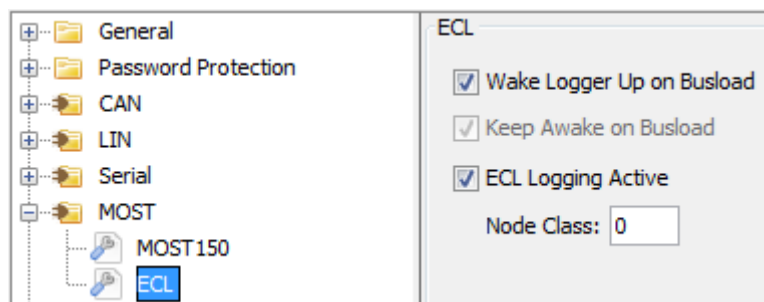 General
Password Protection
CAN
LIN
Serial
MOST
MOST150
ECL
ECL
Wake Logger Up on Busload
Keep Awake on Busload
ECL Logging Active
Node Class: 0